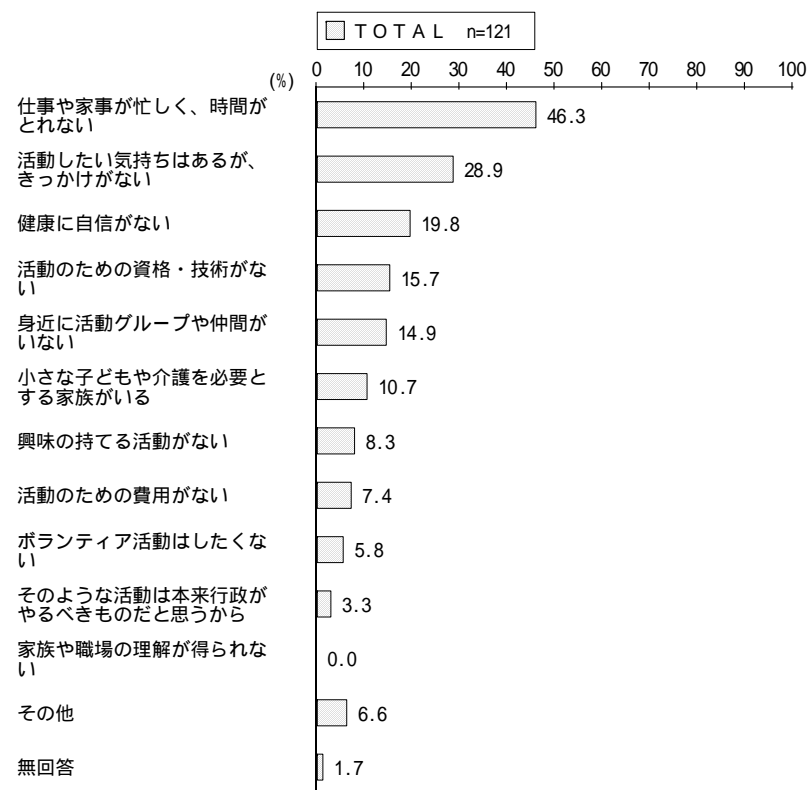 ＴＯＴＡＬ n=121
(%) 0 10 20 30 40 50 60 70 80 90 100
仕事や家事が忙しく、時間が
とれない
46.3
活動したい気持ちはあるが、
きっかけがない
28.9
健康に自信がない
19.8
活動のための資格・技術がな
い
15.7
身近に活動グループや仲間が
いない
14.9
小さな子どもや介護を必要と
する家族がいる
10.7
興味の持てる活動がない
8.3
活動のための費用がない
7.4
ボランティア活動はしたくな
い
5.8
そのような活動は本来行政が
やるべきものだと思うから
3.3
家族や職場の理解が得られな
い
0.0
その他
6.6
無回答
1.7